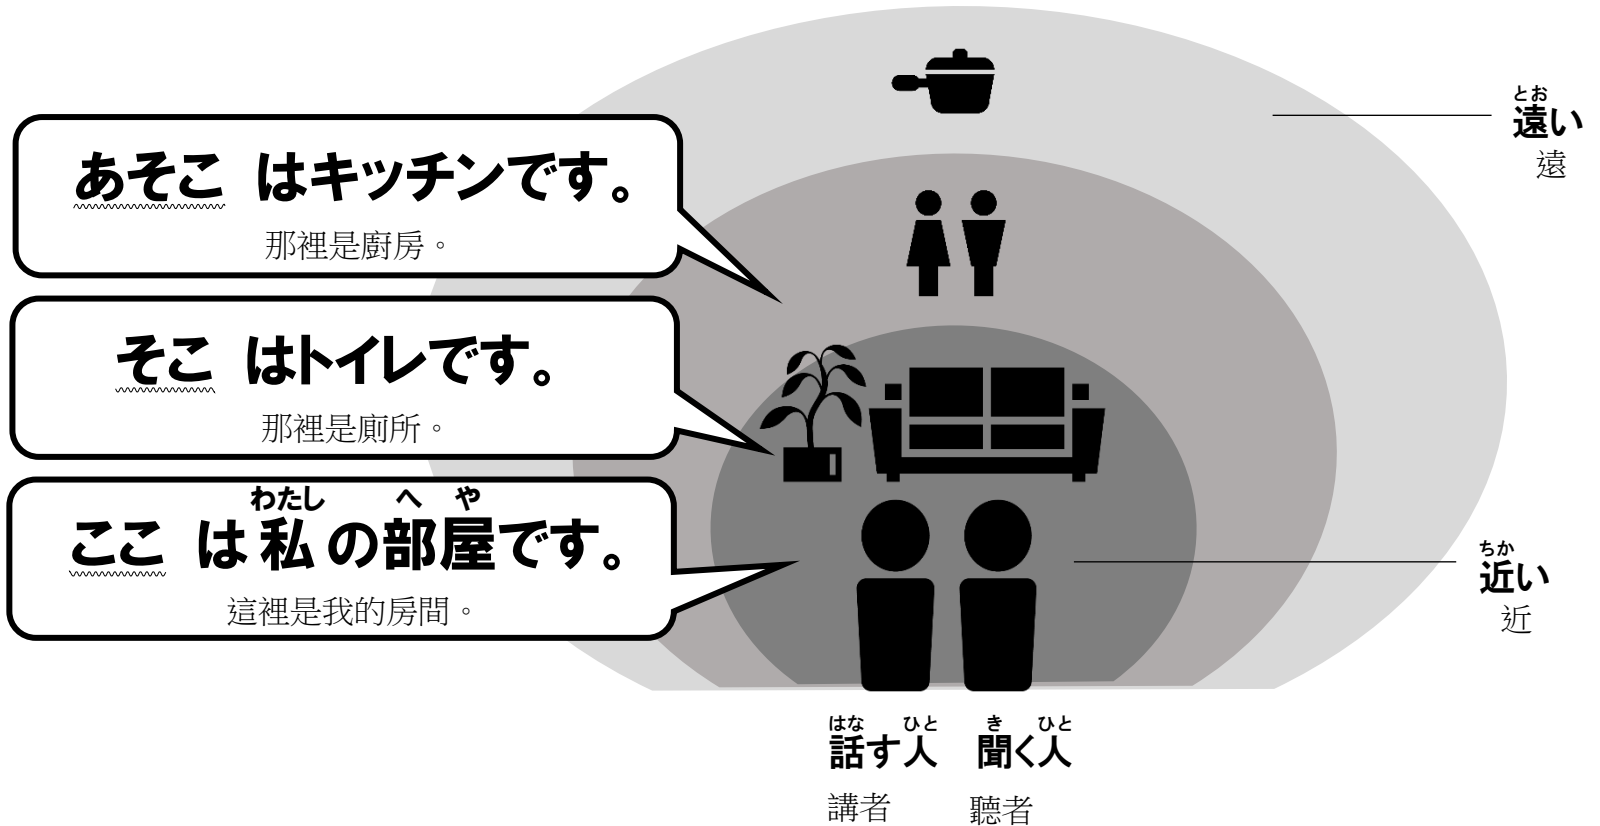 あそこ はキッチンです。
那裡是廚房。
そこ はトイレです。
那裡是廁所。
わたし へ や
ここ は 私 の部屋です。
這裡是我的房間。
とお
遠い
遠
ちか
近い
近
はな ひと き ひと
話す人 聞く人
講者 聽者